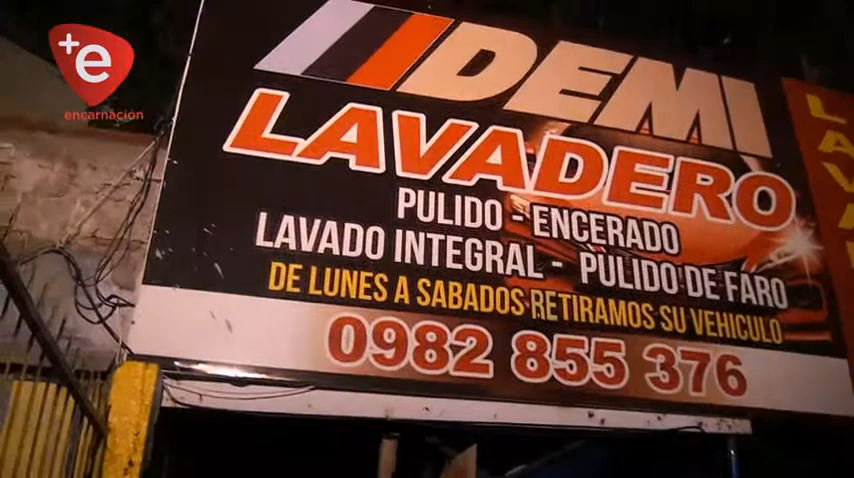 +e
encarnación
DEMI
LAVADERO
PULIDO - ENCERADO
LAVADO INTEGRAL - PULIDO DE FARO
DE LUNES A SABADOS RETIRAMOS SU VEHICULO
0982 855 376